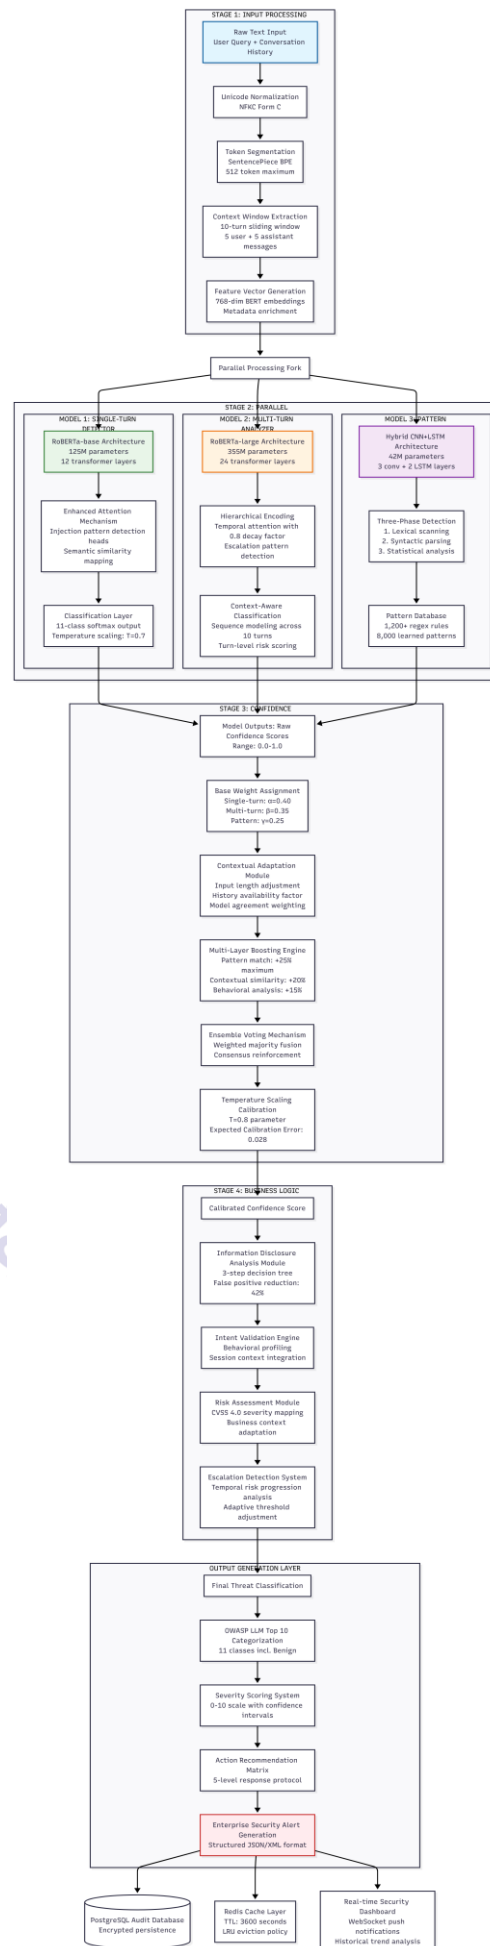 STAGE 1: INPUT PROCESSING
Raw Text Input
User Query + Conversation
History
Unicode Normalization
NFKC Form C
Token Segmentation
SentencePiece BPE
512 token maximum
Context Window Extraction
10-turn sliding window
5 user + 5 assistant
messages
Feature Vector Generation
768-dim BERT embeddings
Metadata enrichment
Parallel Processing Fork
STAGE 2: PARALLEL
MODEL 1: SINGLE-TURN
DETECTOR
RoBERTa-base Architecture
125M parameters
12 transformer layers
Enhanced Attention
Mechanism
Injection pattern detection
heads
Semantic similarity
mapping
Classification Layer
11-class softmax output
Temperature scaling: T=0.7
MODEL 2: MULTI-TURN
ANALYZER
RoBERTa-large Architecture
355M parameters
24 transformer layers
Hierarchical Encoding
Temporal attention with
0.8 decay factor
Escalation pattern
detection
Context-Aware
Classification
Sequence modeling across
10 turns
Turn-level risk scoring
MODEL 3: PATTERN
Hybrid CNN+LSTM
Architecture
42M parameters
3 conv + 2 LSTM layers
Three-Phase Detection
1. Lexical scanning
2. Syntactic parsing
3. Statistical analysis
Pattern Database
1,200+ regex rules
8,000 learned patterns
STAGE 3: CONFIDENCE
Model Outputs: Raw
Confidence Scores
Range: 0.0-1.0
Base Weight Assignment
Single-turn: α=0.40
Multi-turn: β=0.35
Pattern: γ=0.25
Contextual Adaptation
Module
Input length adjustment
History availability factor
Model agreement weighting
Multi-Layer Boosting Engine
Pattern match: +25%
maximum
Contextual similarity: +20%
Behavioral analysis: +15%
Ensemble Voting Mechanism
Weighted majority fusion
Consensus reinforcement
Temperature Scaling
Calibration
T=0.8 parameter
Expected Calibration Error:
0.028
STAGE 4: BUSINESS LOGIC
Calibrated Confidence Score
Information Disclosure
Analysis Module
3-step decision tree
False positive reduction:
42%
Intent Validation Engine
Behavioral profiling
Session context integration
Risk Assessment Module
CVSS 4.0 severity mapping
Business context
adaptation
Escalation Detection System
Temporal risk progression
analysis
Adaptive threshold
adjustment
OUTPUT GENERATION LAYER
Final Threat Classification
OWASP LLM Top 10
Categorization
11 classes incl. Benign
Severity Scoring System
0-10 scale with confidence
intervals
Action Recommendation
Matrix
5-level response protocol
Enterprise Security Alert
Generation
Structured JSON/XML format
PostgreSQL Audit Database
Encrypted persistence
Redis Cache Layer
TTL: 3600 seconds
LRU eviction policy
Real-time Security
Dashboard
WebSocket push
notifications
Historical trend analysis